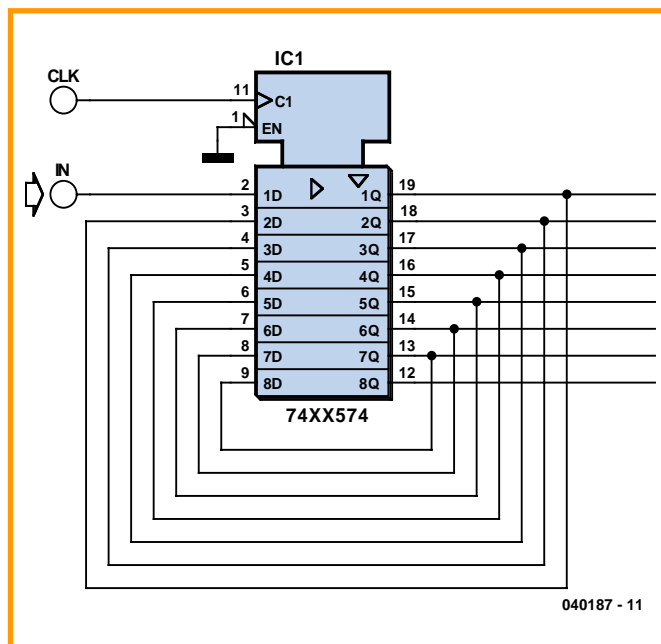 IC1
CLK
11
C1
1
EN
IN
2 1D 1Q 19
3 2D 2Q 18
4 3D 3Q 17
5 4D 4Q 16
6 5D 5Q 15
7 6D 6Q 14
8 7D 7Q 13
9 8D 8Q 12
74XX574
040187 - 11